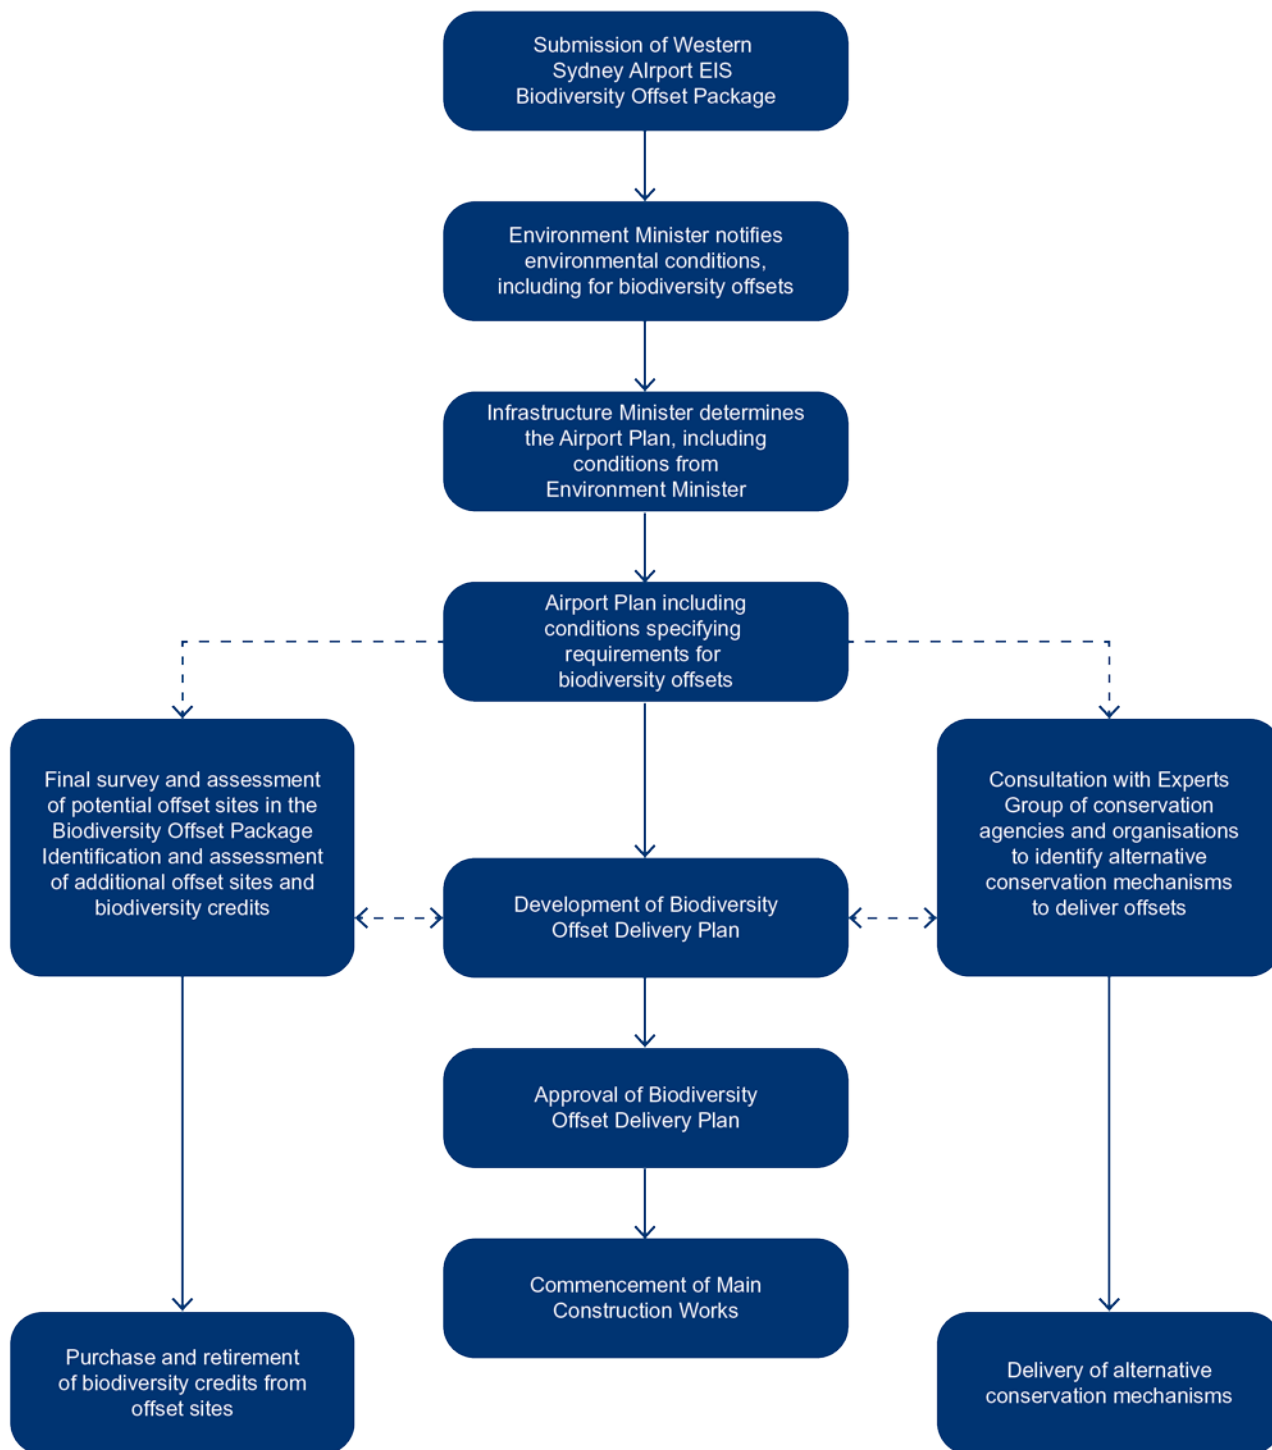 Submission of Western
Sydney AIrport EIS
Biodiversity Offset Package
Environment Minister notifies
environmental conditions,
including for biodiversity offsets
Infrastructure Minister determines
the Airport Plan, including
conditions from
Environment Minister
Airport Plan including
conditions specifying
requirements for
biodiversity offsets
Final survey and assessment
of potential offset sites in the
Biodiversity Offset Package
Identification and assessment
of additional offset sites and
biodiversity credits
Development of Biodiversity
Offset Delivery Plan
Consultation with Experts
Group of conservation
agencies and organisations
to identify alternative
conservation mechanisms
to deliver offsets
Approval of Biodiversity
Offset Delivery Plan
Commencement of Main
Construction Works
Purchase and retirement
of biodiversity credits from
offset sites
Delivery of alternative
conservation mechanisms